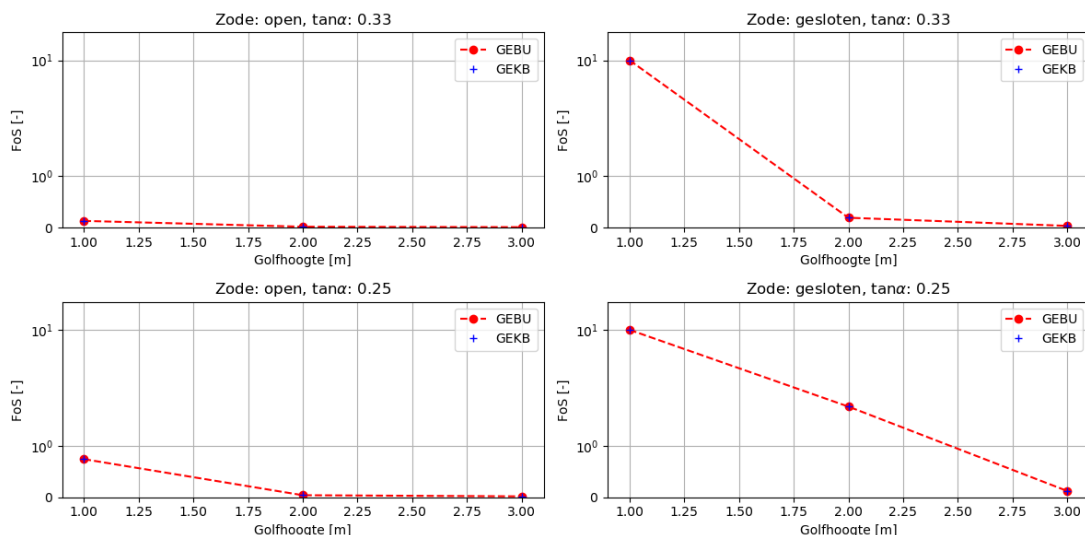 Zode: open, tanα: 0.33
GEBU
GEKB
FoS [-]
10¹
10⁰
0
1.00 1.25 1.50 1.75 2.00 2.25 2.50 2.75 3.00
Golfhoogte [m]
Zode: gesloten, tanα: 0.33
GEBU
GEKB
FoS [-]
10¹
10⁰
0
1.00 1.25 1.50 1.75 2.00 2.25 2.50 2.75 3.00
Golfhoogte [m]
Zode: open, tanα: 0.25
GEBU
GEKB
FoS [-]
10¹
10⁰
0
1.00 1.25 1.50 1.75 2.00 2.25 2.50 2.75 3.00
Golfhoogte [m]
Zode: gesloten, tanα: 0.25
GEBU
GEKB
FoS [-]
10¹
10⁰
0
1.00 1.25 1.50 1.75 2.00 2.25 2.50 2.75 3.00
Golfhoogte [m]